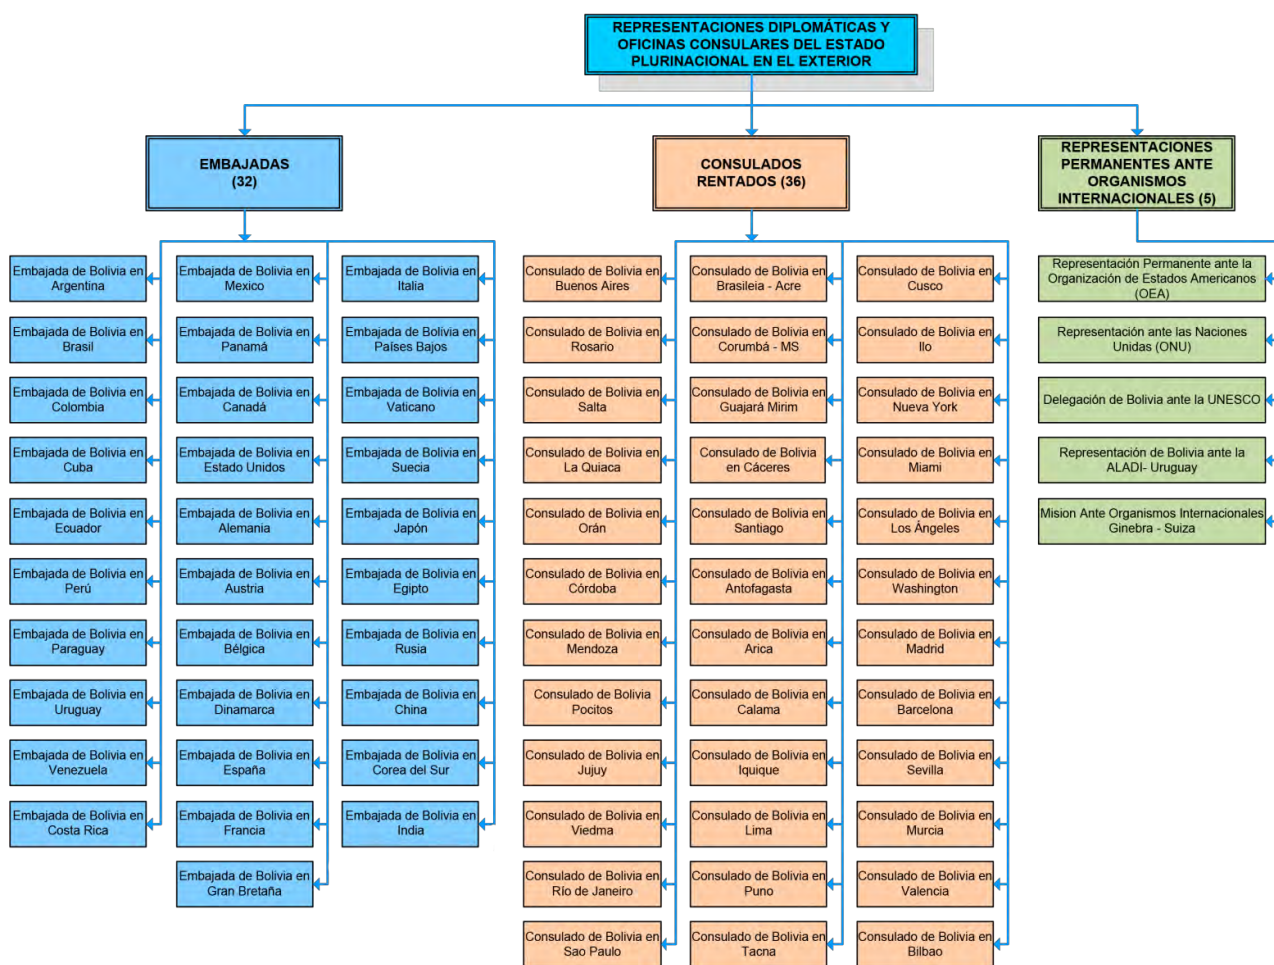 REPRESENTACIONES DIPLOMÁTICAS Y
OFICINAS CONSULARES DEL ESTADO
PLURINACIONAL EN EL EXTERIOR
EMBAJADAS
(32)
CONSULADOS
RENTADOS (36)
REPRESENTACIONES
PERMANENTES ANTE
ORGANISMOS
INTERNACIONALES (5)
Embajada de Bolivia en
Argentina
Embajada de Bolivia en
Brasil
Embajada de Bolivia en
Colombia
Embajada de Bolivia en
Cuba
Embajada de Bolivia en
Ecuador
Embajada de Bolivia en
Perú
Embajada de Bolivia en
Paraguay
Embajada de Bolivia en
Uruguay
Embajada de Bolivia en
Venezuela
Embajada de Bolivia en
Costa Rica
Embajada de Bolivia en
Mexico
Embajada de Bolivia en
Panamá
Embajada de Bolivia en
Canadá
Embajada de Bolivia en
Estado Unidos
Embajada de Bolivia en
Alemania
Embajada de Bolivia en
Austria
Embajada de Bolivia en
Bélgica
Embajada de Bolivia en
Dinamarca
Embajada de Bolivia en
España
Embajada de Bolivia en
Francia
Embajada de Bolivia en
Gran Bretaña
Embajada de Bolivia en
Italia
Embajada de Bolivia en
Países Bajos
Embajada de Bolivia en
Vaticano
Embajada de Bolivia en
Suecia
Embajada de Bolivia en
Japón
Embajada de Bolivia en
Egipto
Embajada de Bolivia en
Rusia
Embajada de Bolivia en
China
Embajada de Bolivia en
Corea del Sur
Embajada de Bolivia en
India
Consulado de Bolivia en
Buenos Aires
Consulado de Bolivia en
Rosario
Consulado de Bolivia en
Salta
Consulado de Bolivia en
La Quiaca
Consulado de Bolivia en
Orán
Consulado de Bolivia en
Córdoba
Consulado de Bolivia en
Mendoza
Consulado de Bolivia
Pocitos
Consulado de Bolivia en
Jujuy
Consulado de Bolivia en
Viedma
Consulado de Bolivia en
Río de Janeiro
Consulado de Bolivia en
Sao Paulo
Consulado de Bolivia en
Brasileia - Acre
Consulado de Bolivia en
Corumbá - MS
Consulado de Bolivia en
Guajará Mirim
Consulado de Bolivia
en Cáceres
Consulado de Bolivia en
Santiago
Consulado de Bolivia en
Antofagasta
Consulado de Bolivia en
Arica
Consulado de Bolivia en
Calama
Consulado de Bolivia en
Iquique
Consulado de Bolivia en
Lima
Consulado de Bolivia en
Puno
Consulado de Bolivia en
Tacna
Consulado de Bolivia en
Cusco
Consulado de Bolivia en
Ilo
Consulado de Bolivia en
Nueva York
Consulado de Bolivia en
Miami
Consulado de Bolivia en
Los Ángeles
Consulado de Bolivia en
Washington
Consulado de Bolivia en
Madrid
Consulado de Bolivia en
Barcelona
Consulado de Bolivia en
Sevilla
Consulado de Bolivia en
Murcia
Consulado de Bolivia en
Valencia
Consulado de Bolivia en
Bilbao
Representación Permanente ante la
Organización de Estados Americanos
(OEA)
Representación ante las Naciones
Unidas (ONU)
Delegación de Bolivia ante la UNESCO
Representación de Bolivia ante la
ALADI- Uruguay
Mision Ante Organismos Internacionales
Ginebra - Suiza